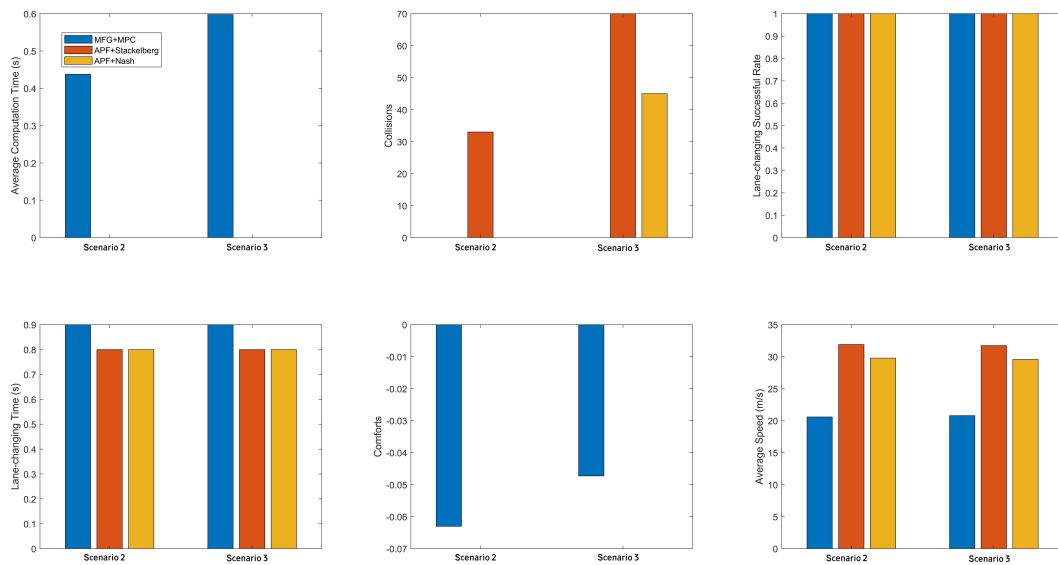 0.6
0.5
0.4
0.3
0.2
0.1
0
Average Computation Time (s)
MFG+MPC
APF+Stackelberg
APF+Nash
Scenario 2
Scenario 3
70
60
50
40
30
20
10
0
Collisions
Scenario 2
Scenario 3
1
0.9
0.8
0.7
0.6
0.5
0.4
0.3
0.2
0.1
0
Lane-changing Successful Rate
Scenario 2
Scenario 3
0.9
0.8
0.7
0.6
0.5
0.4
0.3
0.2
0.1
0
Lane-changing Time (s)
Scenario 2
Scenario 3
0
-0.01
-0.02
-0.03
-0.04
-0.05
-0.06
-0.07
Comforts
Scenario 2
Scenario 3
35
30
25
20
15
10
5
0
Average Speed (m/s)
Scenario 2
Scenario 3